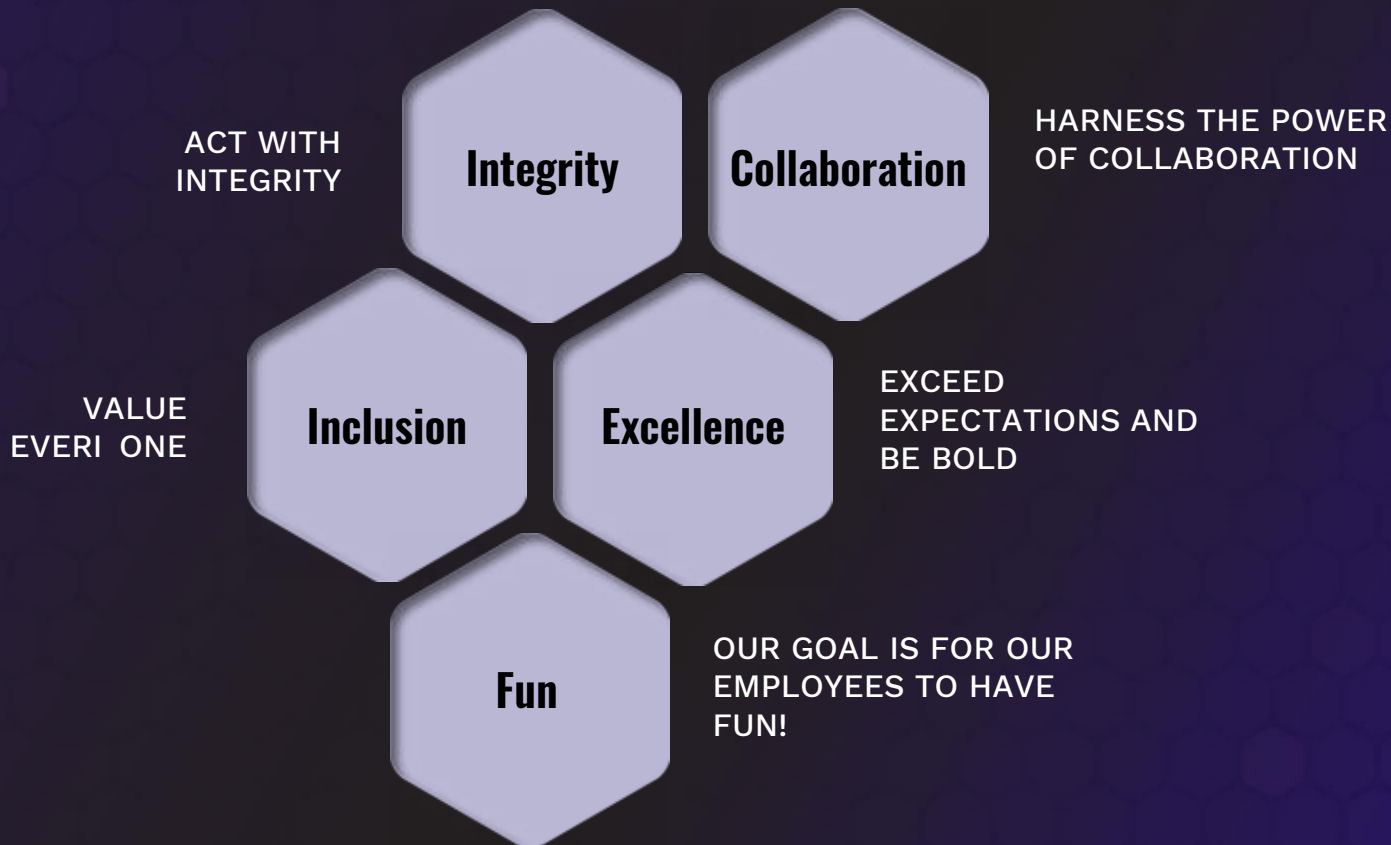 ACT WITH
INTEGRITY
Integrity
Collaboration
HARNESS THE POWER
OF COLLABORATION
VALUE
EVERI ONE
Inclusion
Excellence
EXCEED
EXPECTATIONS AND
BE BOLD
Fun
OUR GOAL IS FOR OUR
EMPLOYEES TO HAVE
FUN!